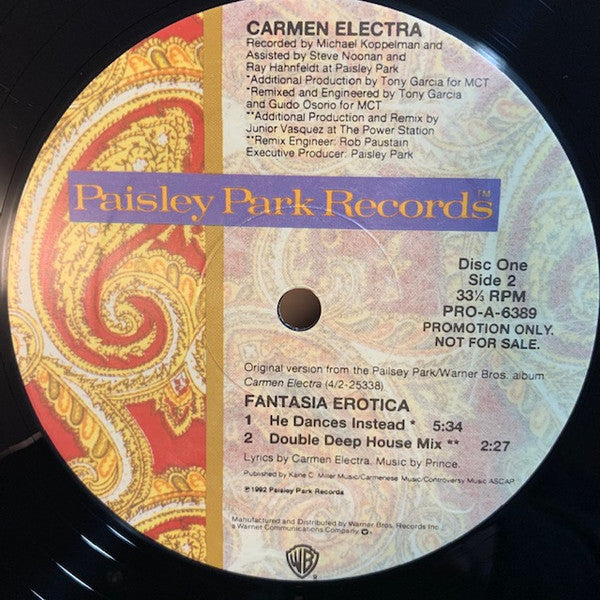 CARMEN ELECTRA
Recorded by Michael Koppelman and
Assisted by Steve Noonan and
Ray Hahnfeldt at Paisley Park
*Additional Production by Tony Garcia for MCT
*Remixed and Engineered by Tony Garcia
and Guido Osorio for MCT
**Additional Production and Remix by
Junior Vasquez at The Power Station
**Remix Engineer: Rob Paustain
Executive Producer: Paisley Park
Paisley Park Records™
Disc One
Side 2
33⅓ RPM
PRO-A-6389
PROMOTION ONLY.
NOT FOR SALE.
Original version from the Pailsey Park/Warner Bros. album
Carmen Electra (4/2-25338)
FANTASIA EROTICA
1 He Dances Instead * 5:34
2 Double Deep House Mix ** 2:27
Lyrics by Carmen Electra. Music by Prince.
Published by Kaine C. Miller Music/Carmenese Music/Controversy Music ASCAP
℗1992 Paisley Park Records
Manufactured and Distributed by Warner Bros. Records Inc.,
a Warner Communications Company
WB